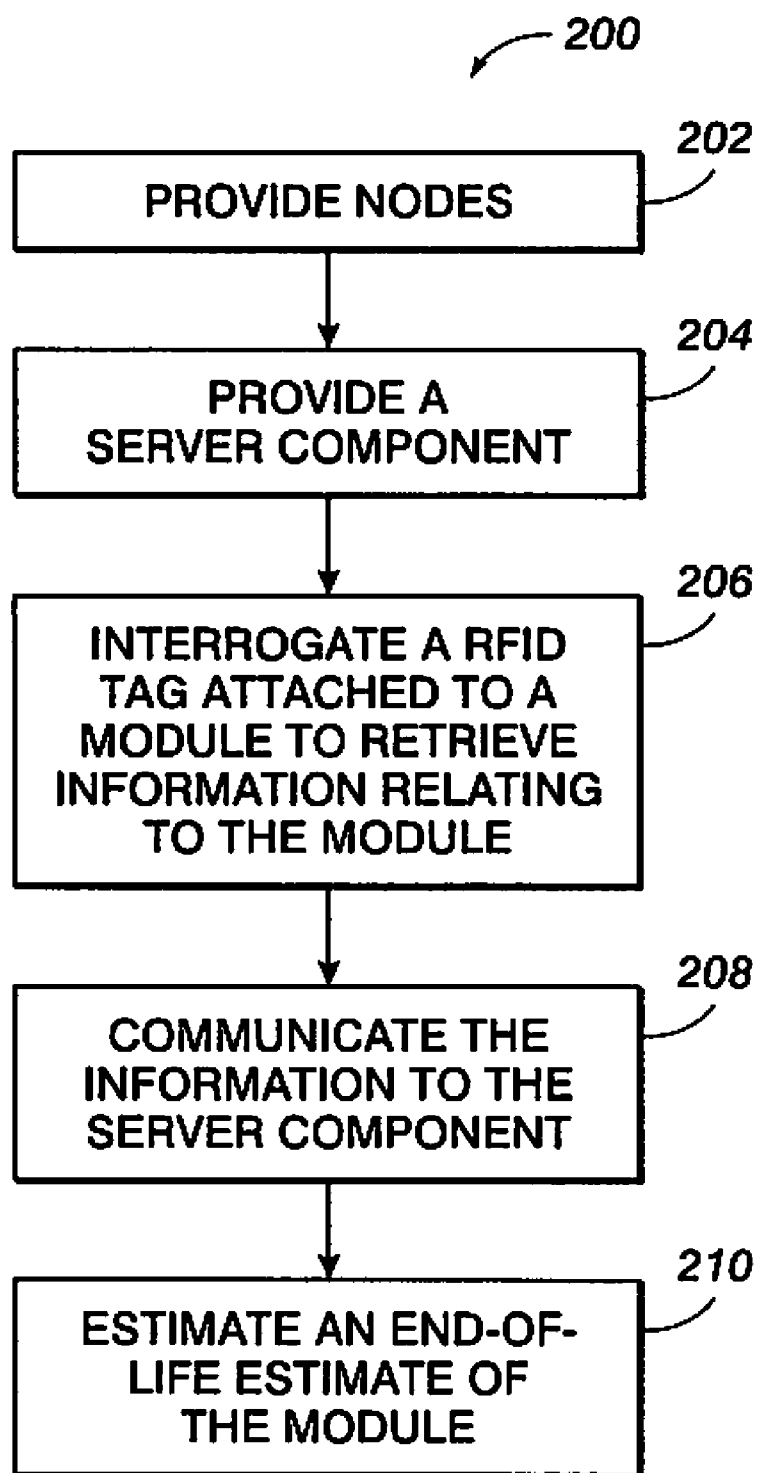 200
202
PROVIDE NODES
204
PROVIDE A
SERVER COMPONENT
206
INTERROGATE A RFID
TAG ATTACHED TO A
MODULE TO RETRIEVE
INFORMATION RELATING
TO THE MODULE
208
COMMUNICATE THE
INFORMATION TO THE
SERVER COMPONENT
210
ESTIMATE AN END-OF-
LIFE ESTIMATE OF
THE MODULE